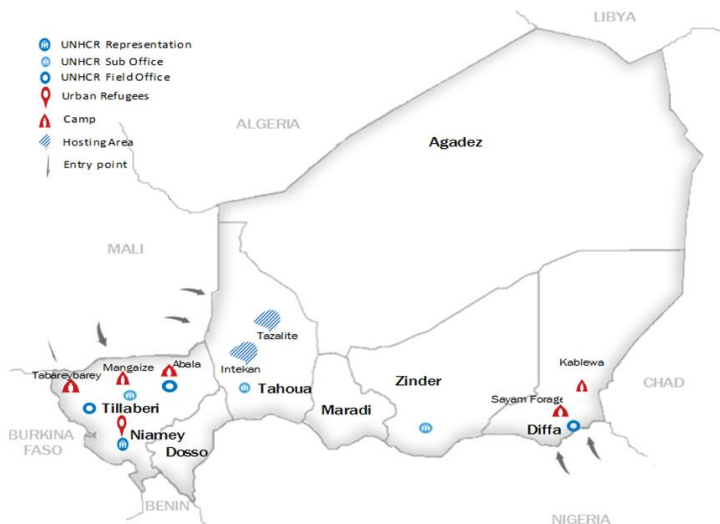 LIBYA
UNHCR Representation
UNHCR Sub Office
UNHCR Field Office
Urban Refugees
Camp
Hosting Area
Entry point
ALGERIA
Agadez
MALI
Tazalite
Intekan
Tabareybarey
Mangaize
Abala
Kablewa
Tahoua
Zinder
CHAD
Maradi
Sayam Forage
Tillaberi
Diffa
Niamey
BURKINA
FASO
Dosso
BENIN
NIGERIA